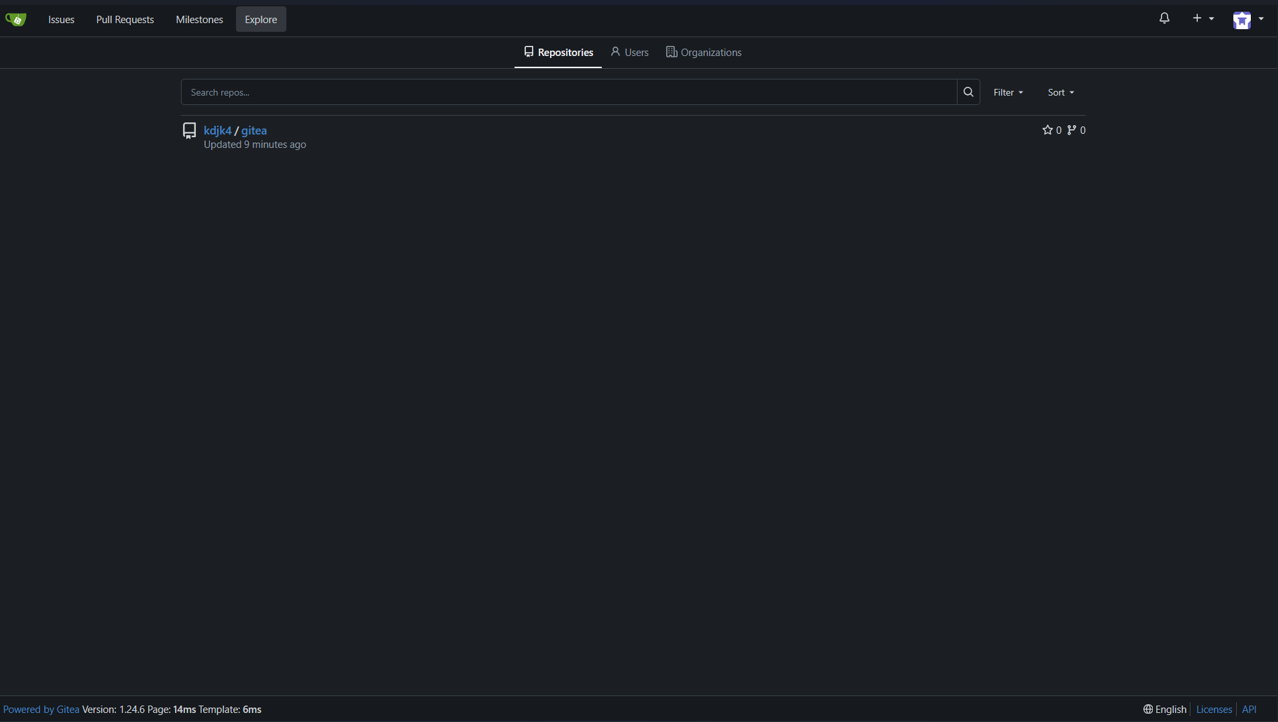 Issues Pull Requests Milestones Explore
Repositories Users Organizations
Search repos... Filter Sort
kdjk4 / gitea 0 0
Updated 9 minutes ago
Powered by Gitea Version: 1.24.6 Page: 14ms Template: 6ms English Licenses API